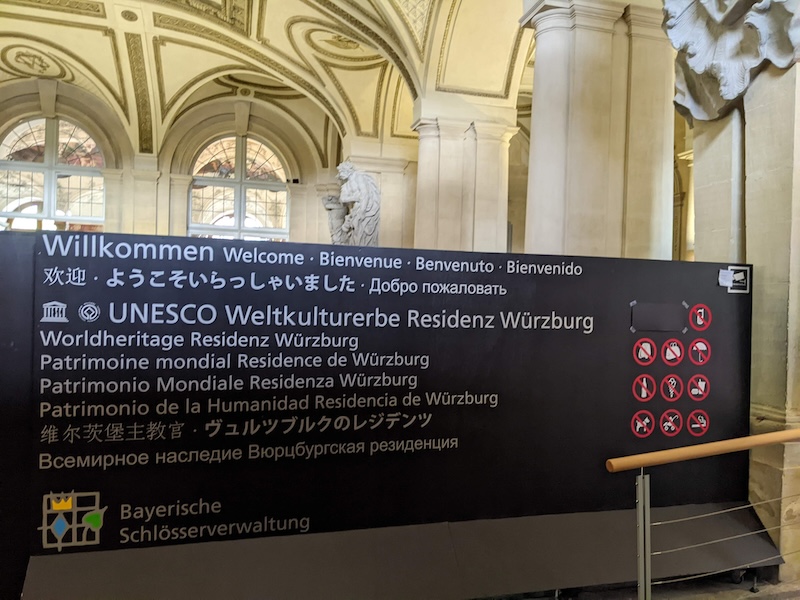 Willkommen Welcome · Bienvenue · Benvenuto · Bienvenido
欢迎 · ようこそいらっしゃいました · Добро пожаловать
UNESCO Weltkulturerbe Residenz Würzburg
Worldheritage Residenz Würzburg
Patrimoine mondial Residence de Würzburg
Patrimonio Mondiale Residenza Würzburg
Patrimonio de la Humanidad Residencia de Würzburg
维尔茨堡主教官 · ヴュルツブルクのレジデンツ
Всемирное наследие Вюрцбургская резиденция
Bayerische
Schlösserverwaltung